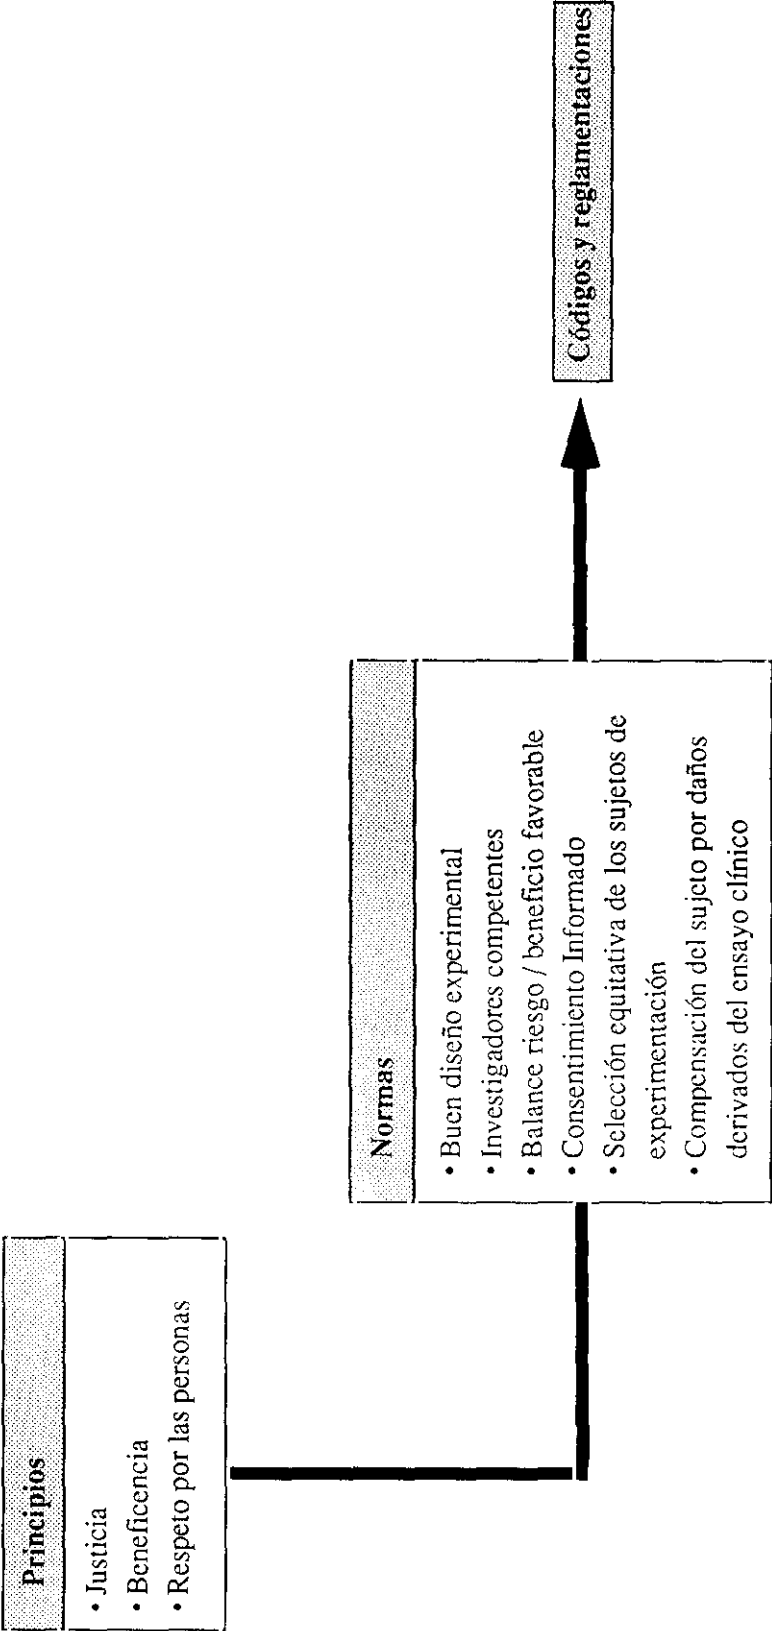 Principios
• Justicia
• Beneficencia
• Respeto por las personas
Normas
• Buen diseño experimental
• Investigadores competentes
• Balance riesgo / beneficio favorable
• Consentimiento Informado
• Selección equitativa de los sujetos de
experimentación
• Compensación del sujeto por daños
derivados del ensayo clínico
Códigos y reglamentaciones